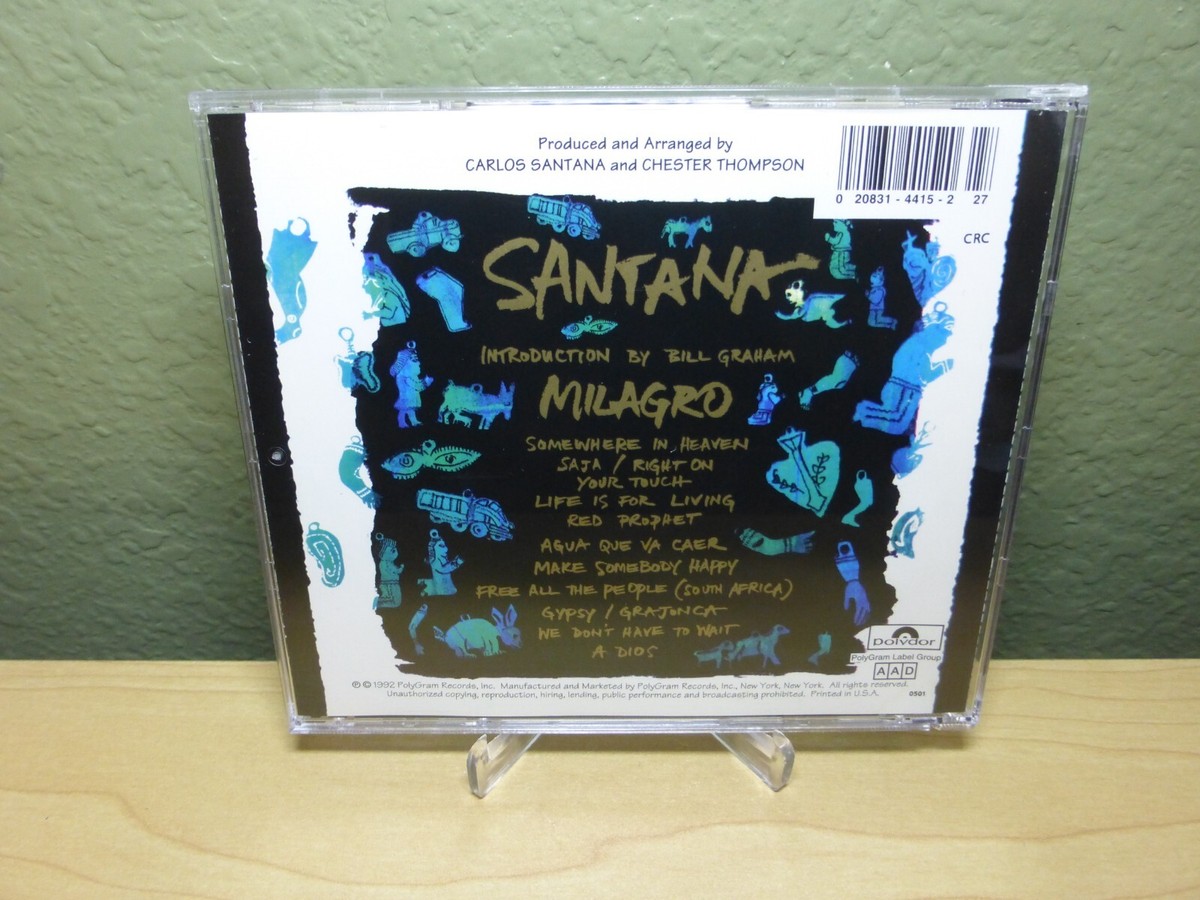 Produced and Arranged by
CARLOS SANTANA and CHESTER THOMPSON
0 20831-4415-2 27
CRC
SANTANA
INTRODUCTION BY BILL GRAHAM
MILAGRO
SOMEWHERE IN HEAVEN
SAJA / RIGHT ON
YOUR TOUCH
LIFE IS FOR LIVING
RED PROPHET
AGUA QUE VA CAER
MAKE SOMEBODY HAPPY
FREE ALL THE PEOPLE (SOUTH AFRICA)
GYPSY / GRAJONCA
WE DON'T HAVE TO WAIT
A DIOS
Polydor
PolyGram Label Group
AAD
℗ © 1992 PolyGram Records, Inc. Manufactured and Marketed by PolyGram Records, Inc., New York, New York. All rights reserved.
Unauthorized copying, reproduction, hiring, lending, public performance and broadcasting prohibited. Printed in U.S.A.
0501